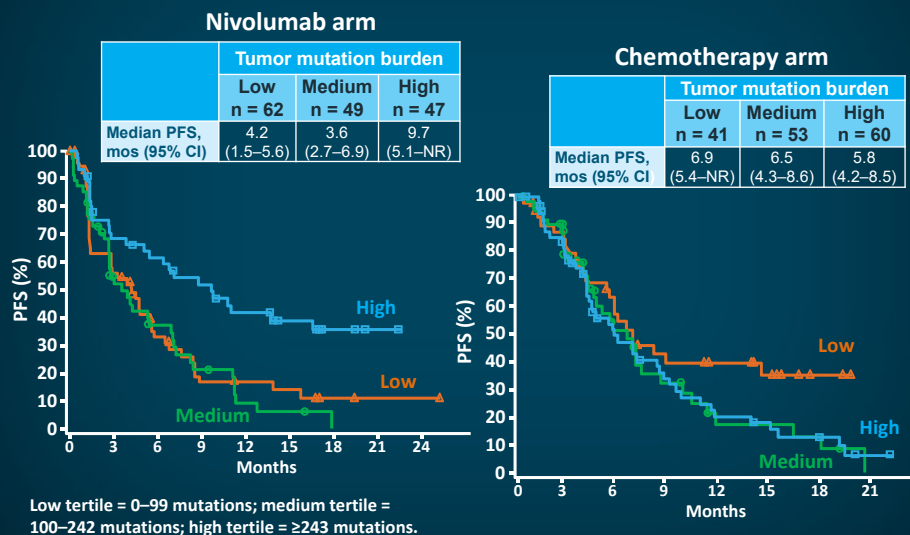 Nivolumab arm
Tumor mutation burden
Low Medium High
n = 62 n = 49 n = 47
Median PFS, 4.2 3.6 9.7
mos (95% CI) (1.5–5.6) (2.7–6.9) (5.1–NR)
PFS (%)
100
90
80
70
60
50
40
30
20
10
0
High
Low
Medium
0 3 6 9 12 15 18 21 24
Months
Chemotherapy arm
Tumor mutation burden
Low Medium High
n = 41 n = 53 n = 60
Median PFS, 6.9 6.5 5.8
mos (95% CI) (5.4–NR) (4.3–8.6) (4.2–8.5)
PFS (%)
100
90
80
70
60
50
40
30
20
10
0
Low
High
Medium
0 3 6 9 12 15 18 21
Months
Low tertile = 0–99 mutations; medium tertile =
100–242 mutations; high tertile = ≥243 mutations.